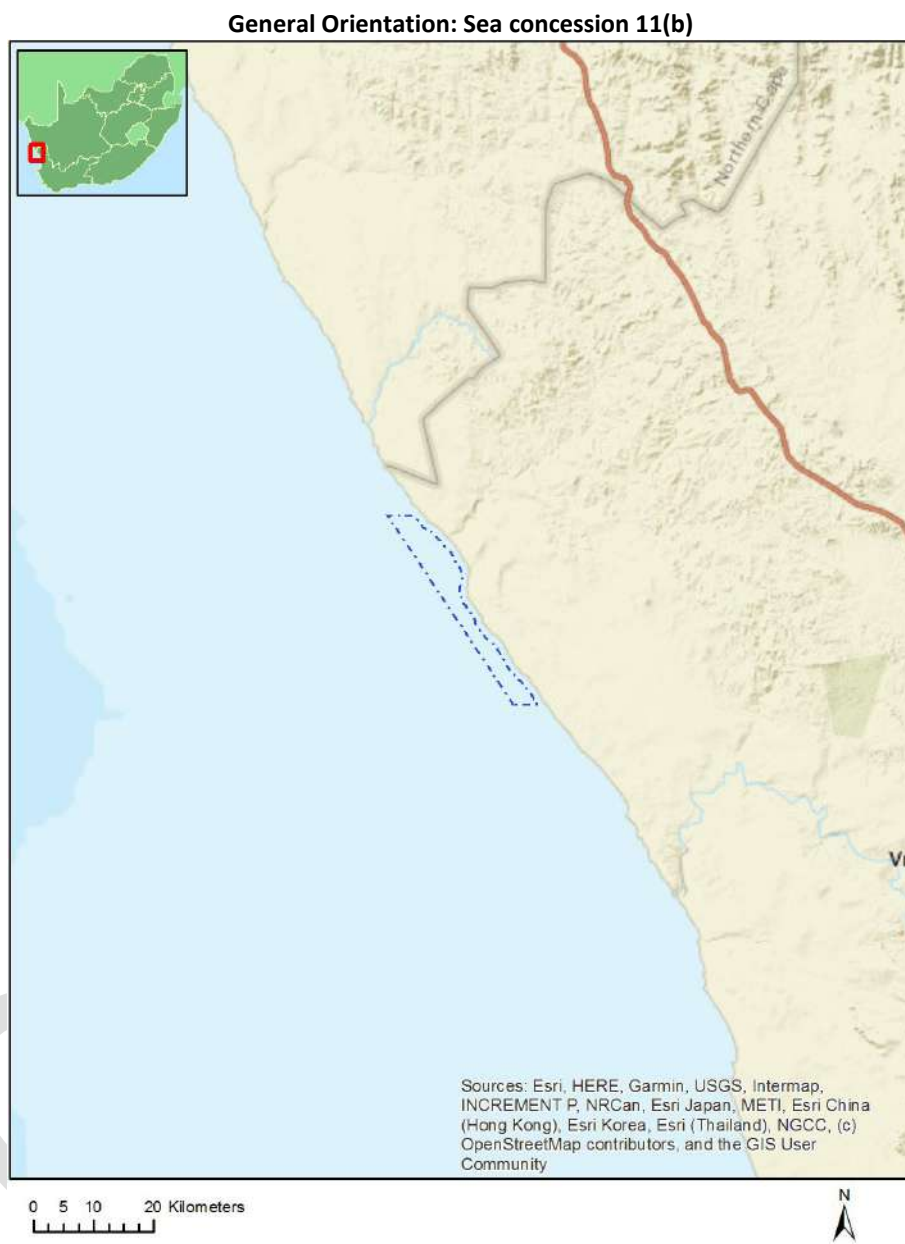 General Orientation: Sea concession 11(b)
Northern Cape
Vr
Sources: Esri, HERE, Garmin, USGS, Intermap,
INCREMENT P, NRCan, Esri Japan, METI, Esri China
(Hong Kong), Esri Korea, Esri (Thailand), NGCC, (c)
OpenStreetMap contributors, and the GIS User
Community
0 5 10 20 Kilometers
N